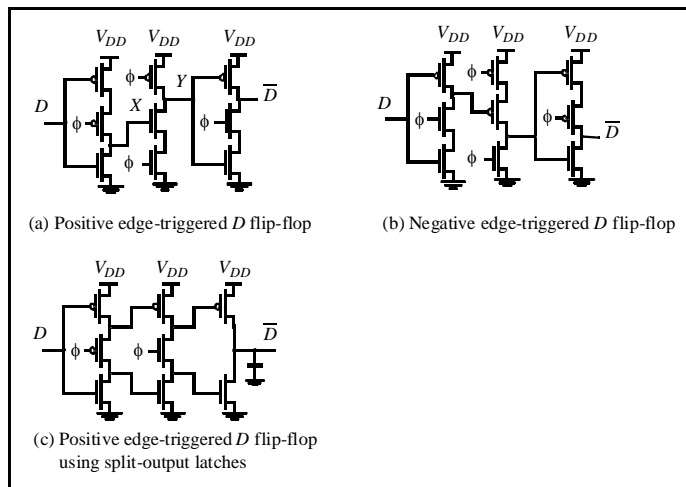 V_DD V_DD V_DD
D ϕ ϕ X ϕ Y ϕ D̅
(a) Positive edge-triggered D flip-flop
V_DD V_DD V_DD
D ϕ ϕ ϕ ϕ D̅
(b) Negative edge-triggered D flip-flop
V_DD V_DD V_DD
D ϕ ϕ D̅
(c) Positive edge-triggered D flip-flop
using split-output latches